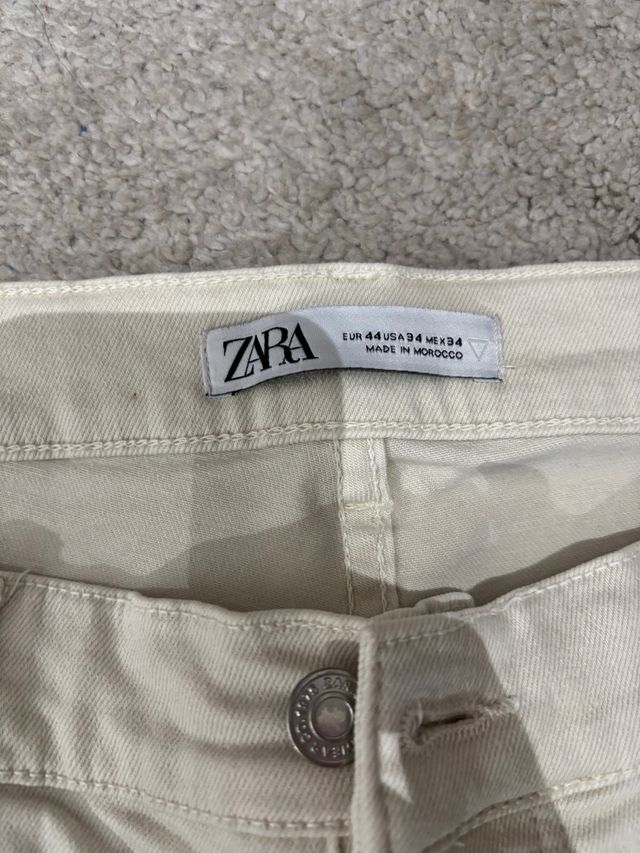 ZARA
EUR 44 USA 34 MEX 34
MADE IN MOROCCO